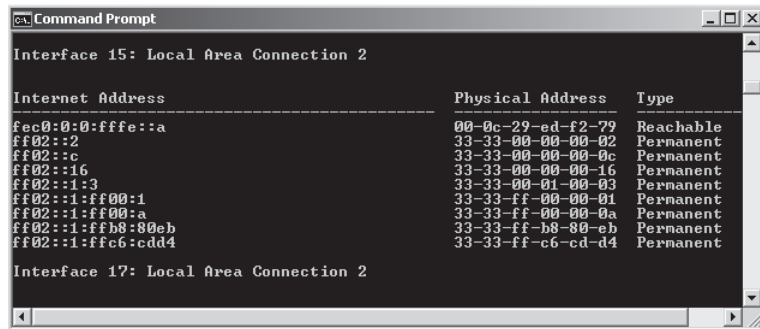 Command Prompt
Interface 15: Local Area Connection 2
Internet Address Physical Address Type
fec0:0:0:fffe::a 00-0c-29-ed-f2-79 Reachable
ff02::2 33-33-00-00-00-02 Permanent
ff02::c 33-33-00-00-00-0c Permanent
ff02::16 33-33-00-00-00-16 Permanent
ff02::1:3 33-33-00-01-00-03 Permanent
ff02::1:ff00:1 33-33-ff-00-00-01 Permanent
ff02::1:ff00:a 33-33-ff-00-00-0a Permanent
ff02::1:ffb8:80eb 33-33-ff-b8-80-eb Permanent
ff02::1:ffc6:cdd4 33-33-ff-c6-cd-d4 Permanent
Interface 17: Local Area Connection 2